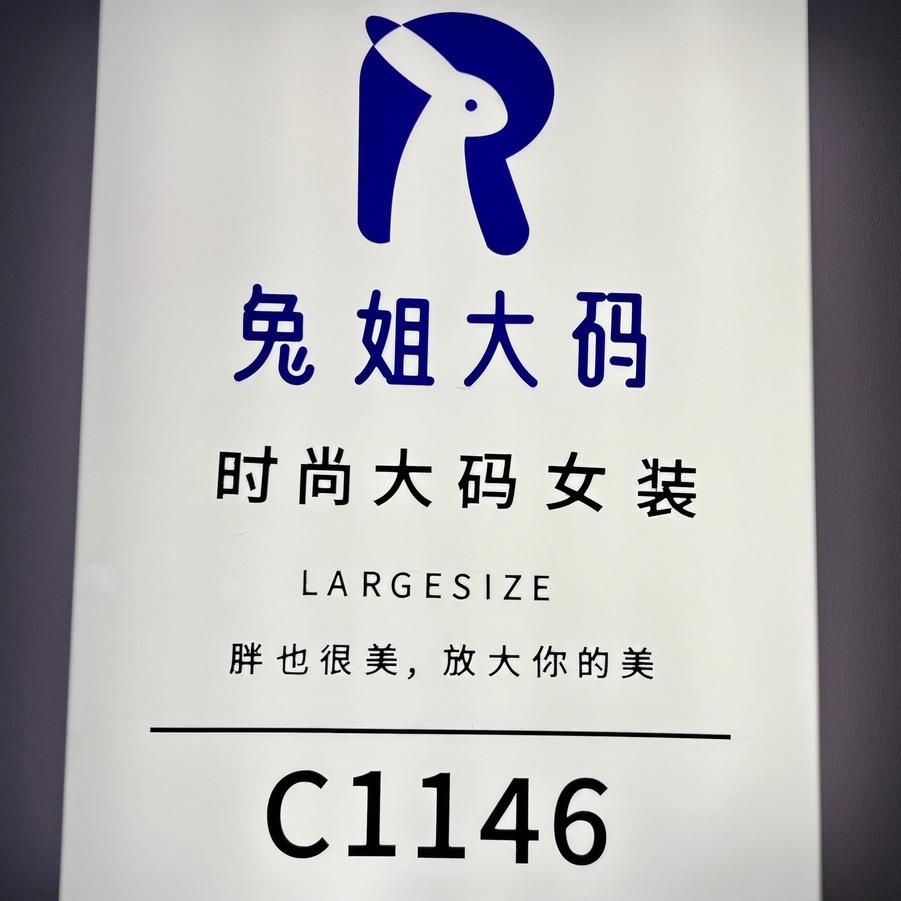 R
兔姐大码
时尚大码女装
LARGESIZE
胖也很美，放大你的美
C1146